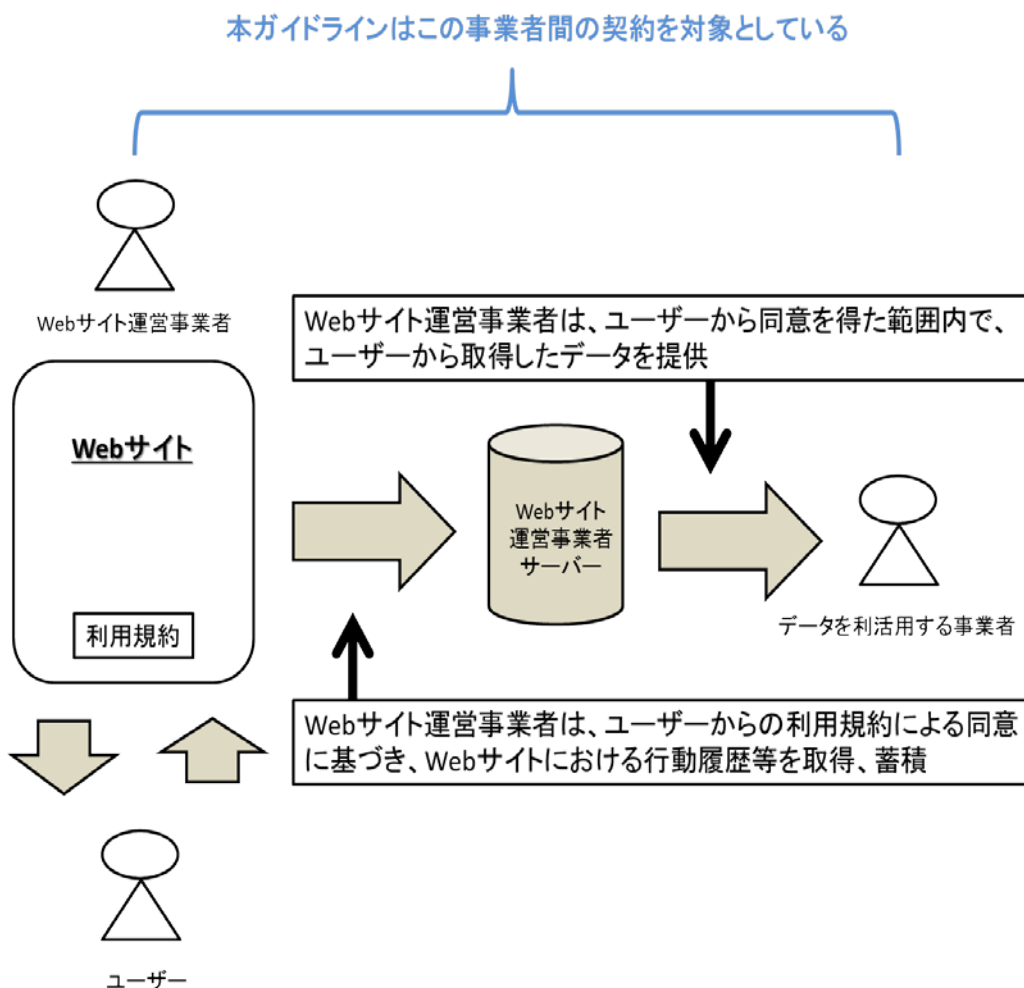 本ガイドラインはこの事業者間の契約を対象としている
Webサイト運営事業者
Webサイト運営事業者は、ユーザーから同意を得た範囲内で、
ユーザーから取得したデータを提供
Webサイト
Webサイト
運営事業者
サーバー
利用規約
データを利活用する事業者
Webサイト運営事業者は、ユーザーからの利用規約による同意
に基づき、Webサイトにおける行動履歴等を取得、蓄積
ユーザー